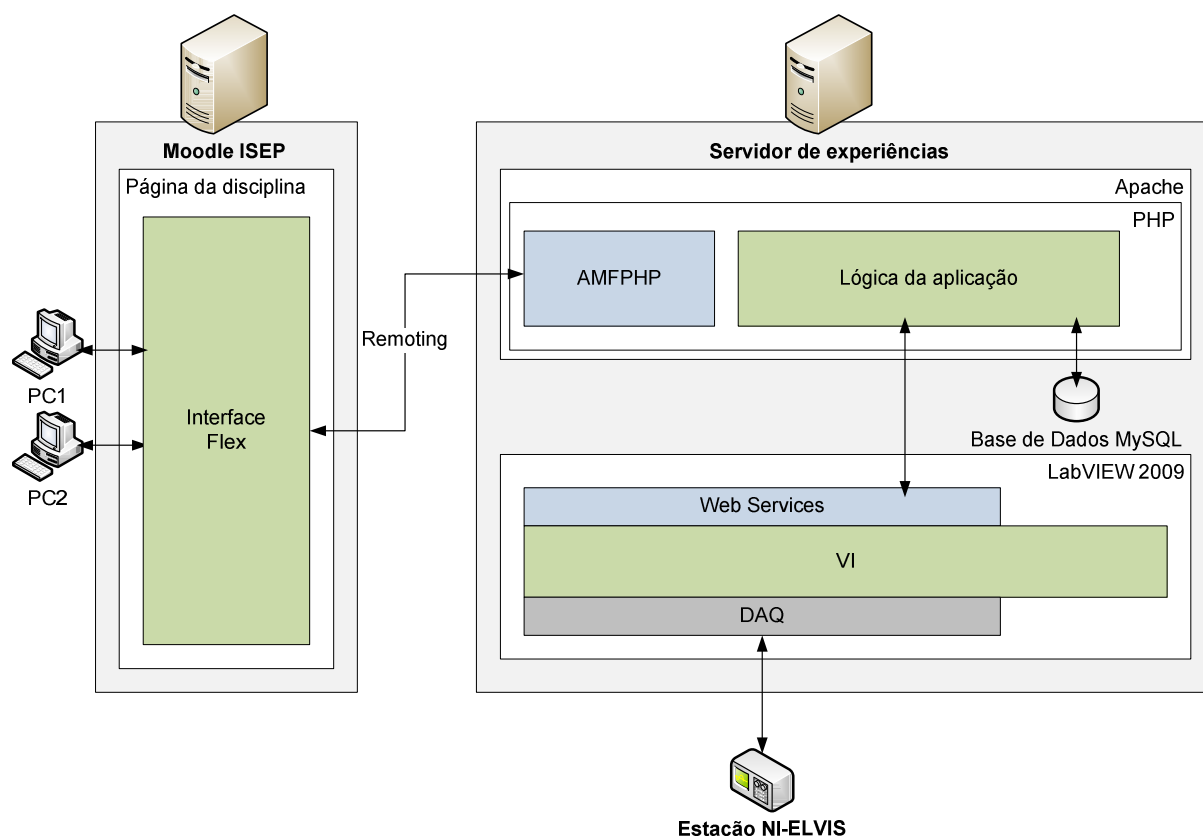 Moodle ISEP
Página da disciplina
Interface
Flex
PC1
PC2
Remoting
Servidor de experiências
Apache
PHP
AMFPHP
Lógica da aplicação
Base de Dados MySQL
LabVIEW 2009
Web Services
VI
DAQ
Estação NI-ELVIS